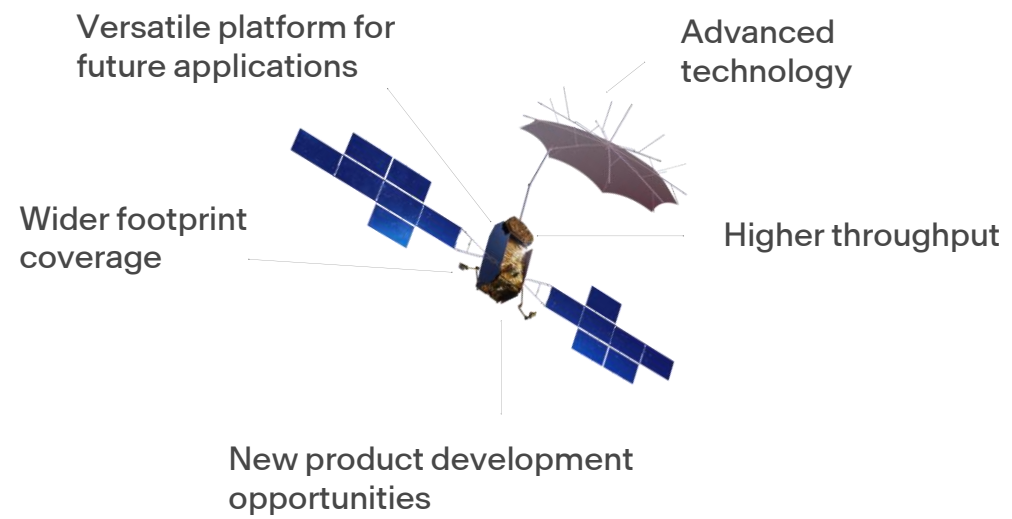 Versatile platform for
future applications
Advanced
technology
Wider footprint
coverage
Higher throughput
New product development
opportunities